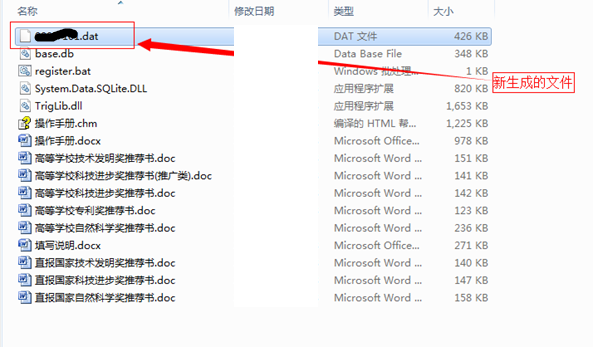 名称 修改日期 类型 大小
.dat DAT 文件 426 KB
base.db Data Base File 348 KB
register.bat Windows 批处理... 1 KB
新生成的文件
System.Data.SQLite.DLL 应用程序扩展 820 KB
TrigLib.dll 应用程序扩展 1,653 KB
操作手册.chm 编译的 HTML 帮... 1,225 KB
操作手册.docx Microsoft Office... 978 KB
高等学校技术发明奖推荐书.doc Microsoft Word ... 151 KB
高等学校科技进步奖推荐书(推广类).doc Microsoft Word ... 141 KB
高等学校科技进步奖推荐书.doc Microsoft Word ... 142 KB
高等学校专利奖推荐书.doc Microsoft Word ... 123 KB
高等学校自然科学奖推荐书.doc Microsoft Word ... 236 KB
填写说明.docx Microsoft Office... 271 KB
直报国家技术发明奖推荐书.doc Microsoft Word ... 140 KB
直报国家科技进步奖推荐书.doc Microsoft Word ... 147 KB
直报国家自然科学奖推荐书.doc Microsoft Word ... 158 KB